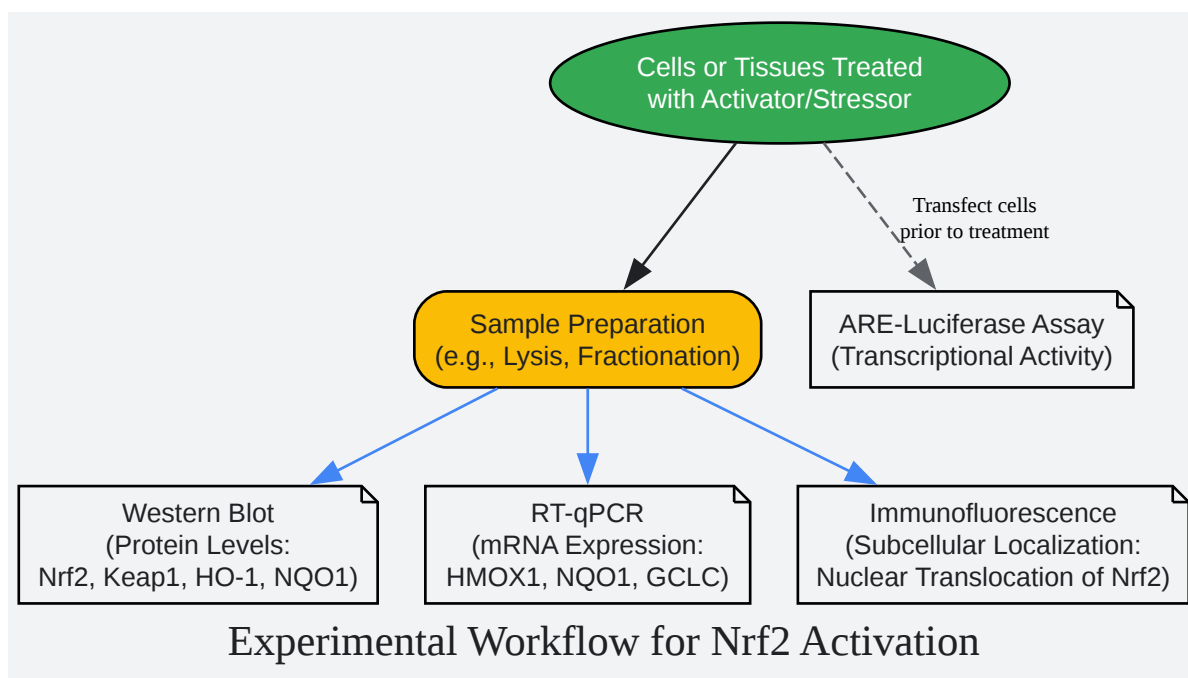 Cells or Tissues Treated
with Activator/Stressor
Transfect cells
prior to treatment
Sample Preparation
(e.g., Lysis, Fractionation)
ARE-Luciferase Assay
(Transcriptional Activity)
Western Blot
(Protein Levels:
Nrf2, Keap1, HO-1, NQO1)
RT-qPCR
(mRNA Expression:
HMOX1, NQO1, GCLC)
Immunofluorescence
(Subcellular Localization:
Nuclear Translocation of Nrf2)
Experimental Workflow for Nrf2 Activation